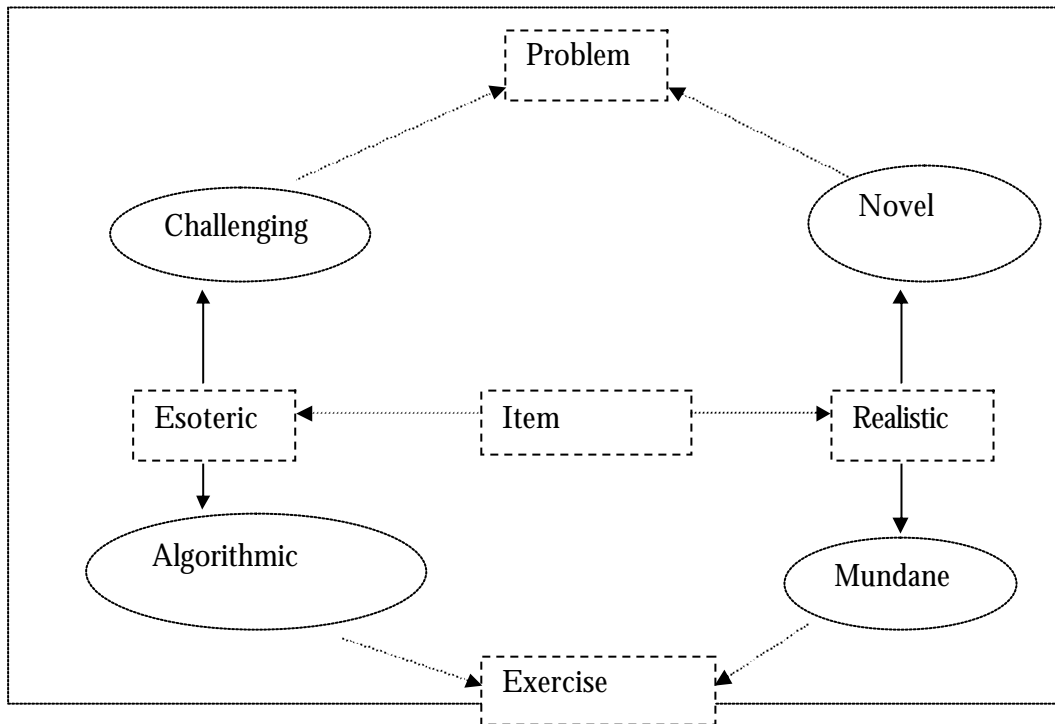 Problem
Challenging
Novel
Esoteric
Item
Realistic
Algorithmic
Mundane
Exercise